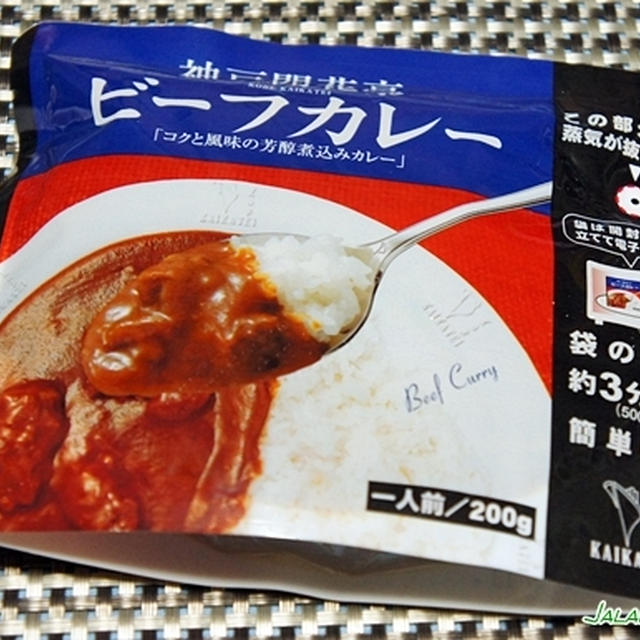 神戸開花亭
KOBE KAIKATEI
ビーフカレー
「コクと風味の芳醇煮込みカレー」
KAIKATEI
Beef Curry
一人前／200g
この部
蒸気が
袋は開封
立てて電子
袋の
約3分
(500
簡単
KAIKA
JALA